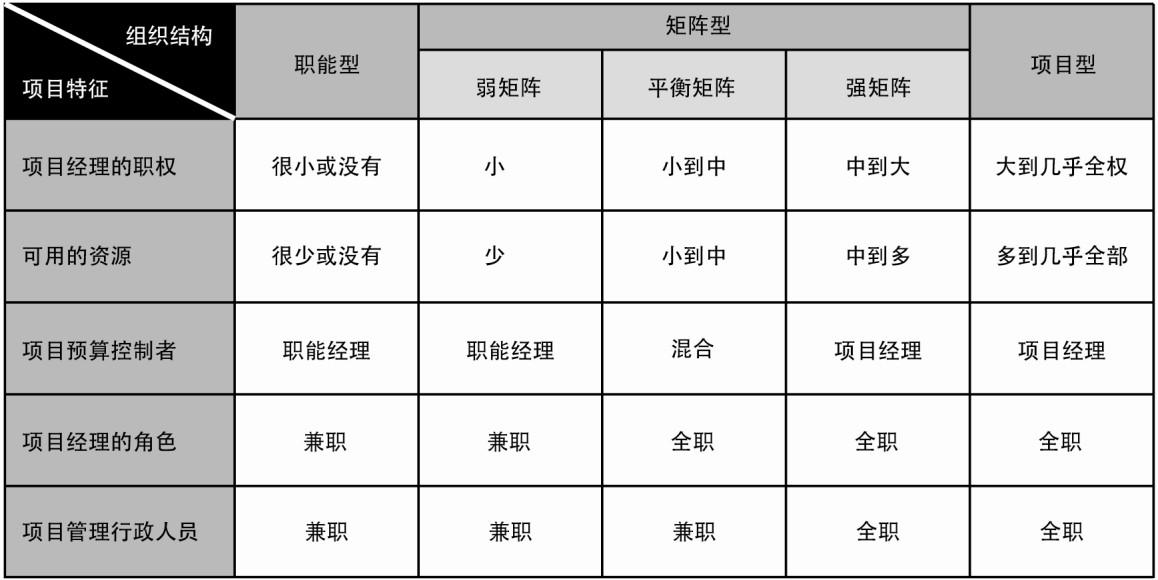 组织结构
项目特征
职能型
矩阵型
项目型
弱矩阵
平衡矩阵
强矩阵
项目经理的职权
很小或没有
小
小到中
中到大
大到几乎全权
可用的资源
很少或没有
少
小到中
中到多
多到几乎全部
项目预算控制者
职能经理
职能经理
混合
项目经理
项目经理
项目经理的角色
兼职
兼职
全职
全职
全职
项目管理行政人员
兼职
兼职
兼职
全职
全职